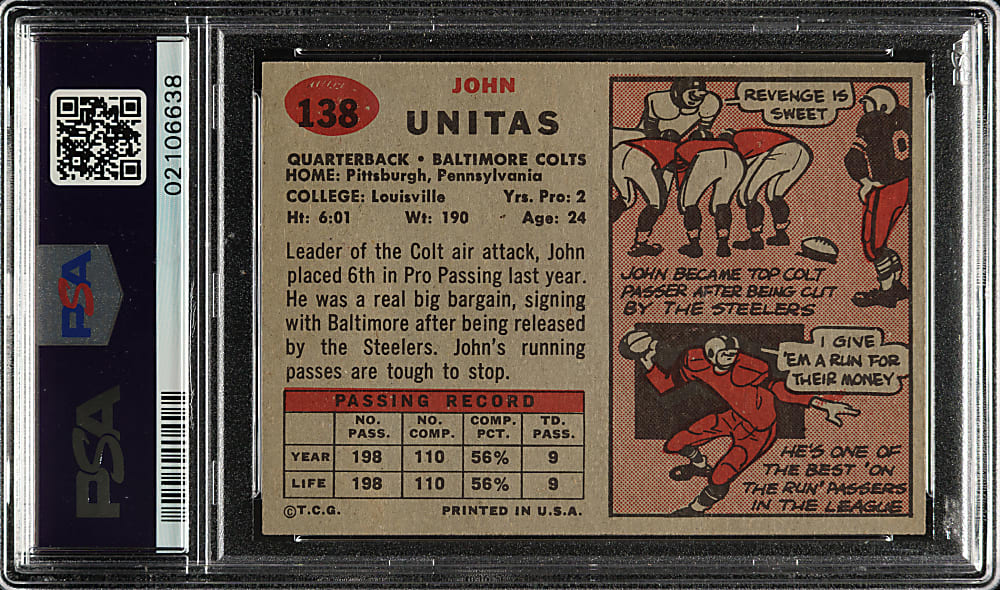 02106638
PSA
PSA
138
JOHN
UNITAS
QUARTERBACK • BALTIMORE COLTS
HOME: Pittsburgh, Pennsylvania
COLLEGE: Louisville Yrs. Pro: 2
Ht: 6:01 Wt: 190 Age: 24
Leader of the Colt air attack, John
placed 6th in Pro Passing last year.
He was a real big bargain, signing
with Baltimore after being released
by the Steelers. John's running
passes are tough to stop.
PASSING RECORD
NO. PASS. NO. COMP. COMP. PCT. TD. PASS.
YEAR 198 110 56% 9
LIFE 198 110 56% 9
©T.C.G. PRINTED IN U.S.A.
REVENGE IS
SWEET
JOHN BECAME TOP COLT
PASSER AFTER BEING CUT
BY THE STEELERS
I GIVE
'EM A RUN FOR
THEIR MONEY
HE'S ONE OF
THE BEST 'ON
THE RUN' PASSERS
IN THE LEAGUE